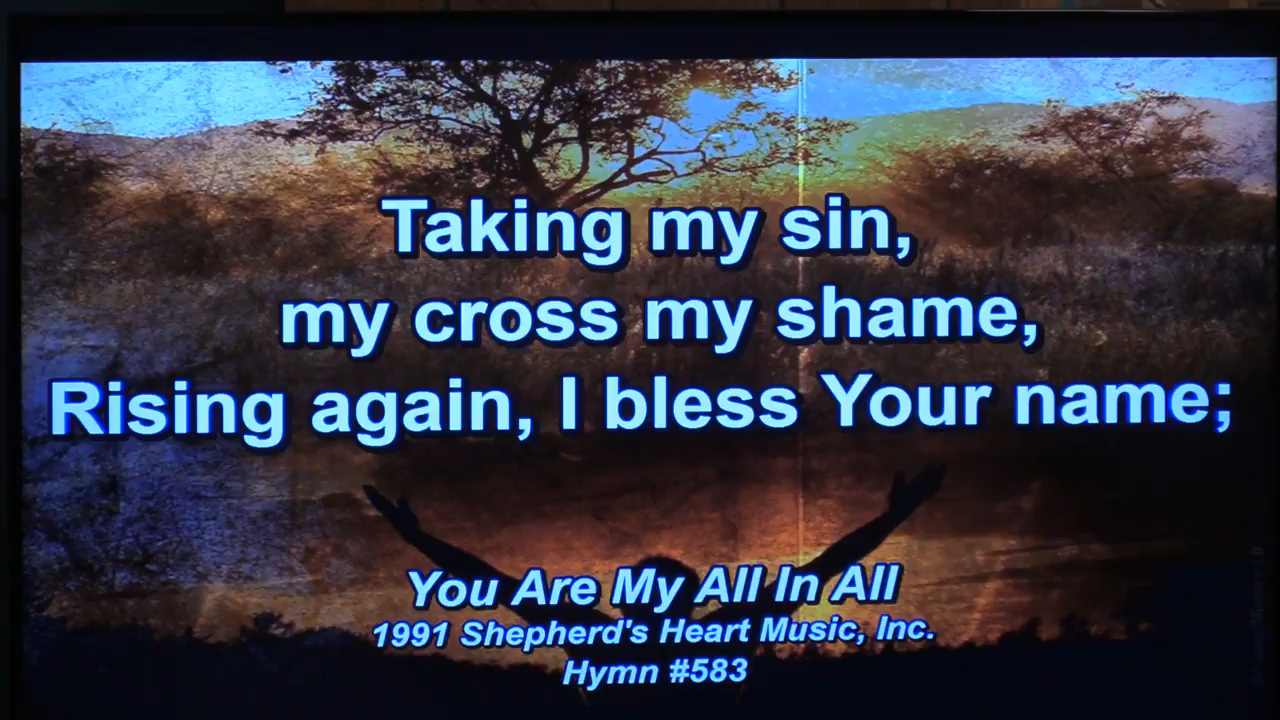 Taking my sin,
my cross my shame,
Rising again, I bless Your name;
You Are My All In All
1991 Shepherd's Heart Music, Inc.
Hymn #583